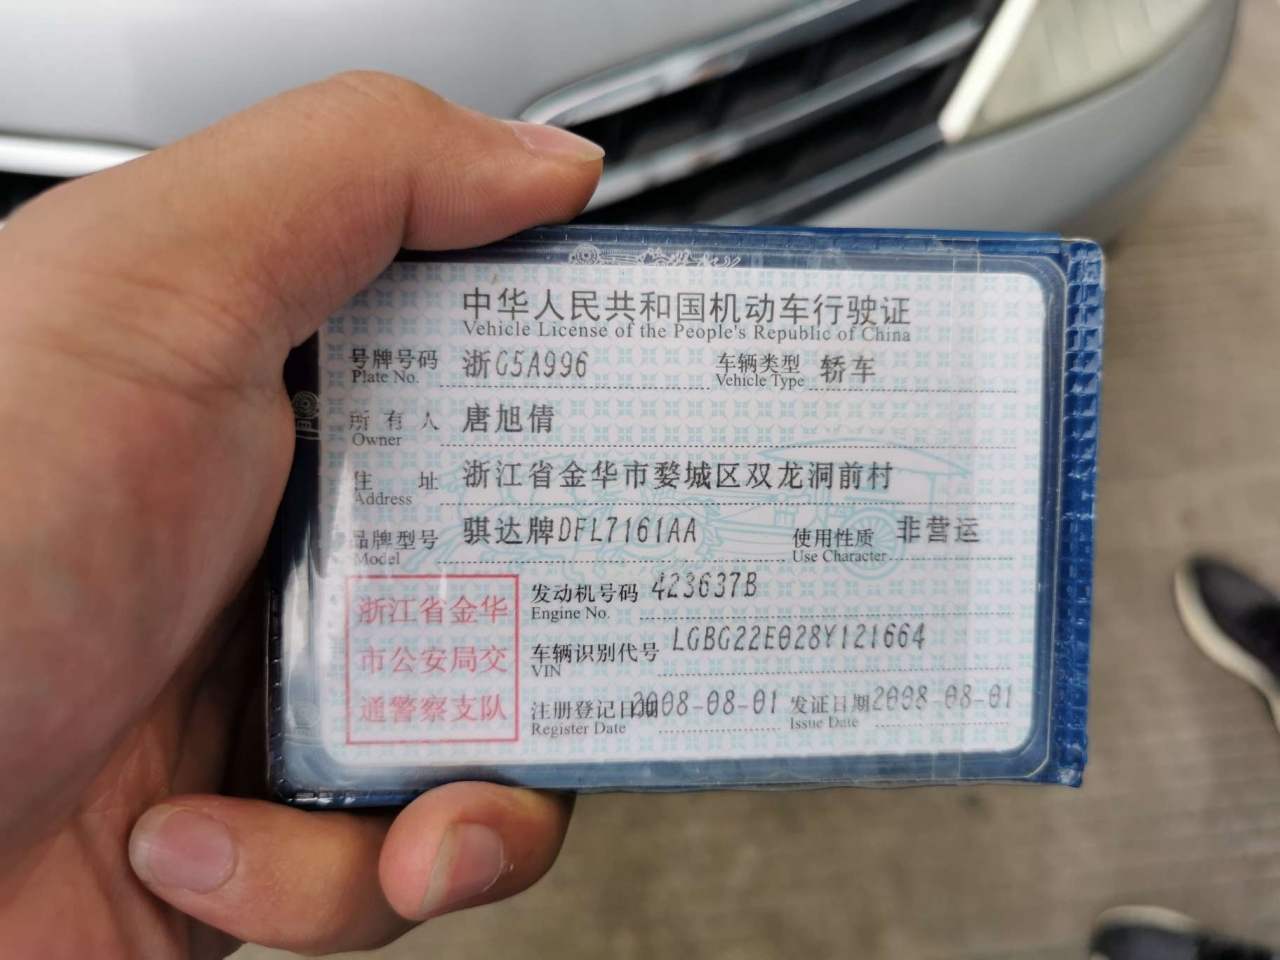 中华人民共和国机动车行驶证
Vehicle License of the People's Republic of China
号牌号码 浙G5A996 车辆类型 轿车
Plate No. Vehicle Type
所有人 唐旭倩
Owner
住址 浙江省金华市婺城区双龙洞前村
Address
品牌型号 骐达牌DFL7161AA 使用性质 非营运
Model Use Character
浙江省金华
市公安局交
通警察支队
发动机号码 423637B
Engine No.
车辆识别代号 LGBG22E028Y121664
VIN
注册登记日期 2008-08-01 发证日期 2008-08-01
Register Date Issue Date